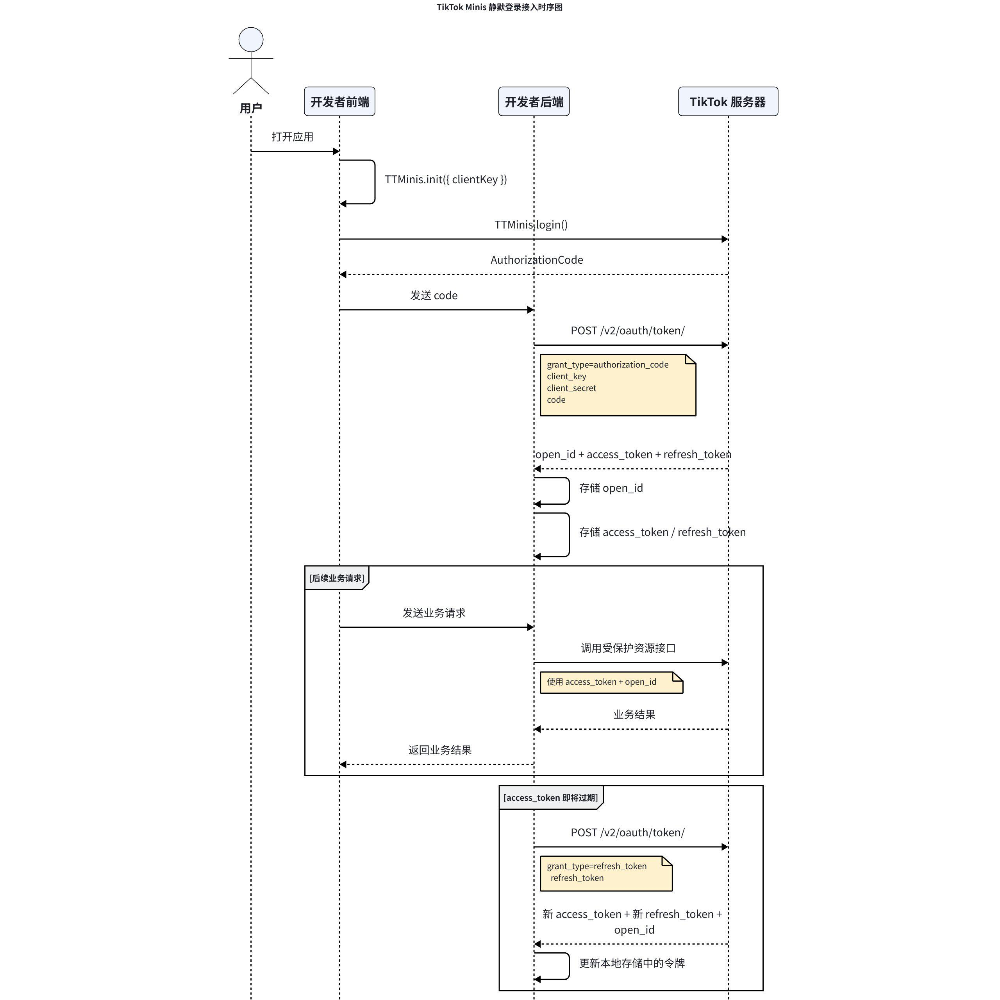 TikTok Minis 静默登录接入时序图
用户
开发者前端
开发者后端
TikTok 服务器
打开应用
TTMinis.init({ clientKey })
TTMinis.login()
AuthorizationCode
发送 code
POST /v2/oauth/token/
grant_type=authorization_code
client_key
client_secret
code
open_id + access_token + refresh_token
存储 open_id
存储 access_token / refresh_token
[后续业务请求]
发送业务请求
调用受保护资源接口
使用 access_token + open_id
业务结果
返回业务结果
[access_token 即将过期]
POST /v2/oauth/token/
grant_type=refresh_token
refresh_token
新 access_token + 新 refresh_token +
open_id
更新本地存储中的令牌